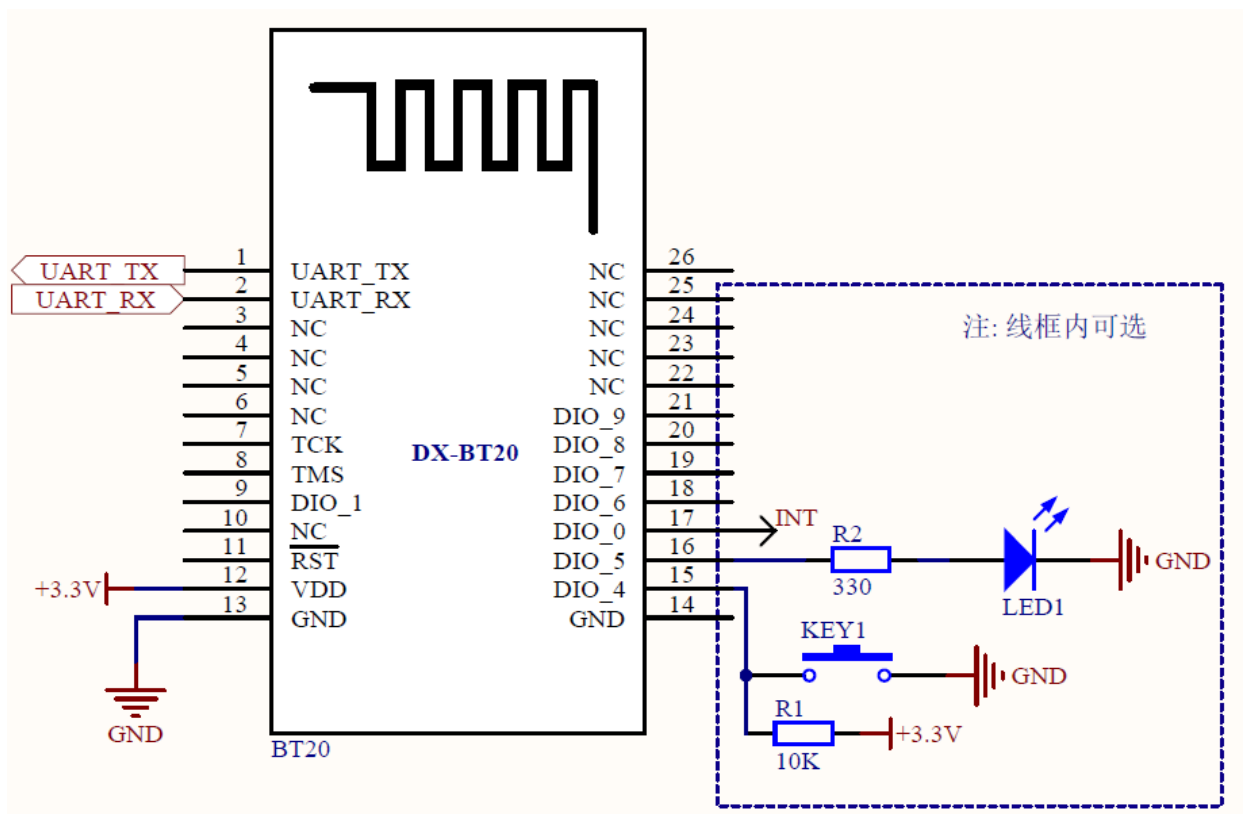 1 26
UART_TX UART_TX NC
2 25
UART_RX UART_RX NC
3 24
NC NC 注: 线框内可选
4 23
NC NC
5 22
NC NC
6 21
NC DIO_9
7 20
TCK DX-BT20 DIO_8
8 19
TMS DIO_7
9 18
DIO_1 DIO_6
10 17 INT
NC DIO_0
11 16 R2
RST DIO_5 GND
12 15 330
+3.3V VDD DIO_4 LED1
13 14
GND GND
KEY1
GND
R1
GND +3.3V
BT20 10K